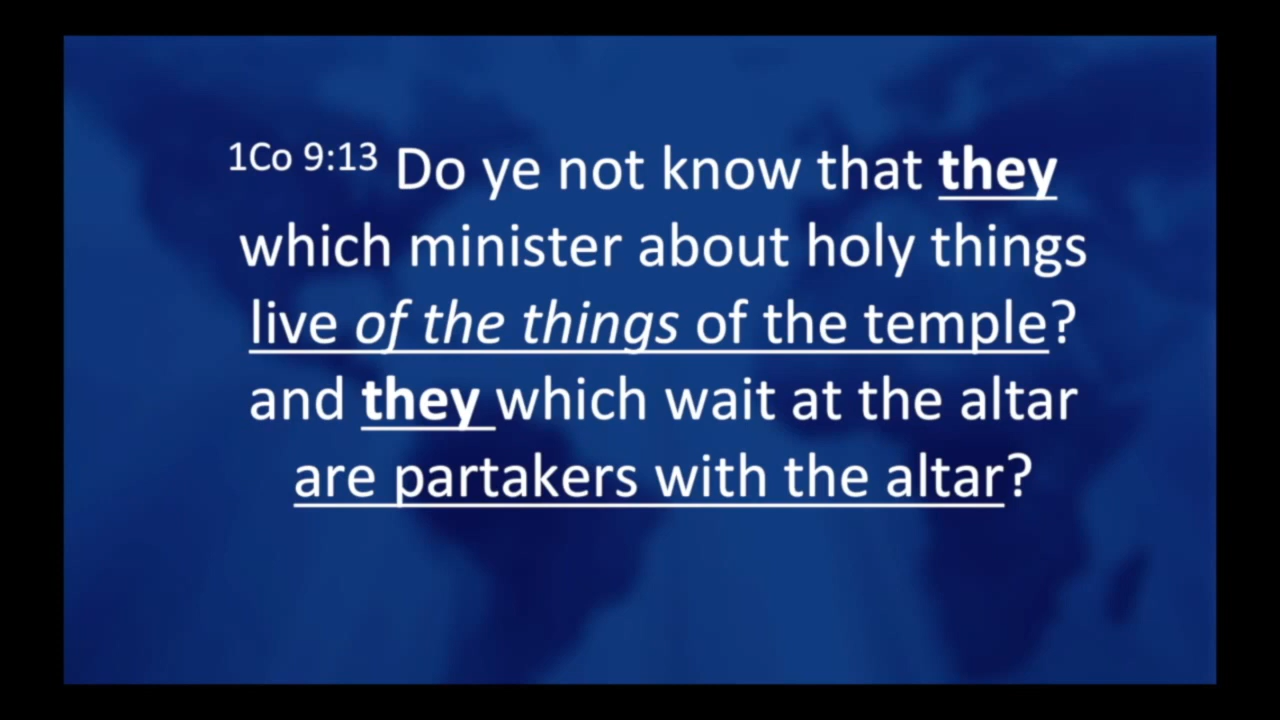 1Co 9:13 Do ye not know that they
which minister about holy things
live of the things of the temple?
and they which wait at the altar
are partakers with the altar?